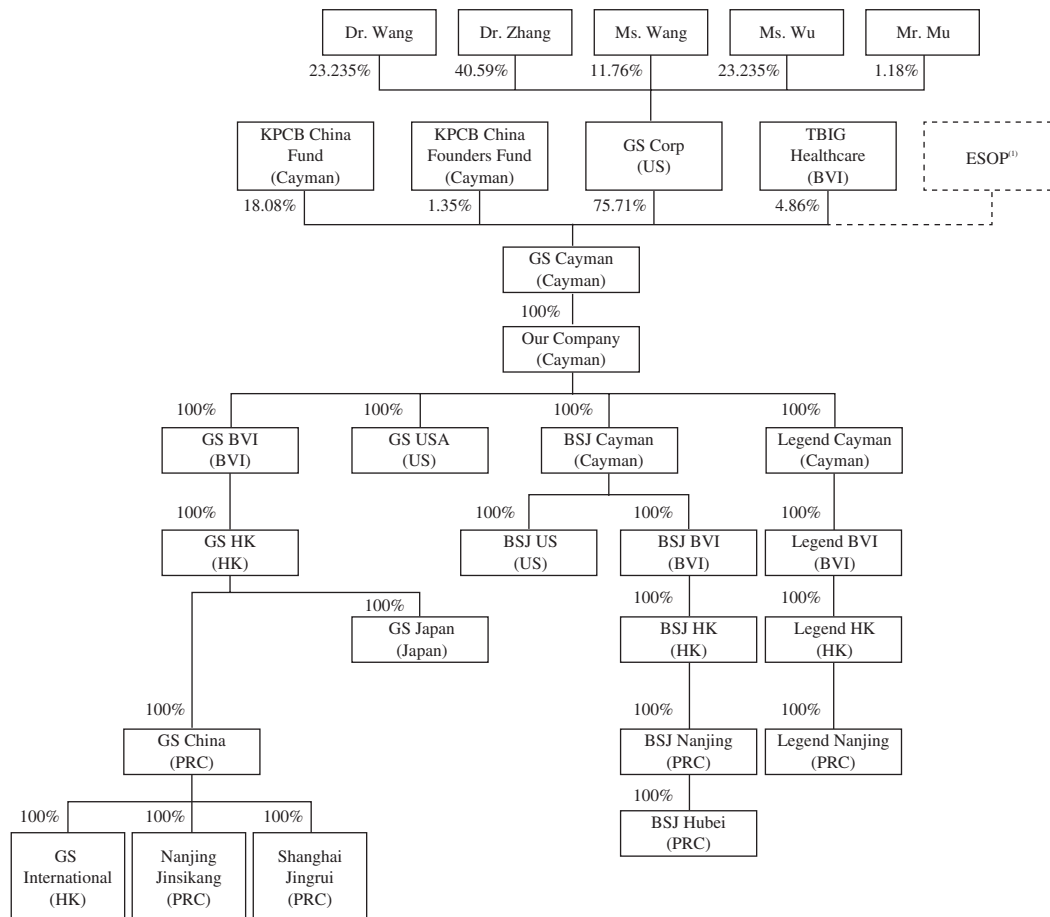 Dr. Wang
Dr. Zhang
Ms. Wang
Ms. Wu
Mr. Mu
23.235%
40.59%
11.76%
23.235%
1.18%
KPCB China
Fund
(Cayman)
KPCB China
Founders Fund
(Cayman)
GS Corp
(US)
TBIG
Healthcare
(BVI)
ESOP(1)
18.08%
1.35%
75.71%
4.86%
GS Cayman
(Cayman)
100%
Our Company
(Cayman)
100%
100%
100%
100%
GS BVI
(BVI)
GS USA
(US)
BSJ Cayman
(Cayman)
Legend Cayman
(Cayman)
100%
100%
100%
100%
GS HK
(HK)
BSJ US
(US)
BSJ BVI
(BVI)
Legend BVI
(BVI)
100%
100%
100%
GS Japan
(Japan)
BSJ HK
(HK)
Legend HK
(HK)
100%
100%
100%
GS China
(PRC)
BSJ Nanjing
(PRC)
Legend Nanjing
(PRC)
100%
BSJ Hubei
(PRC)
100%
100%
100%
GS
International
(HK)
Nanjing
Jinsikang
(PRC)
Shanghai
Jingrui
(PRC)